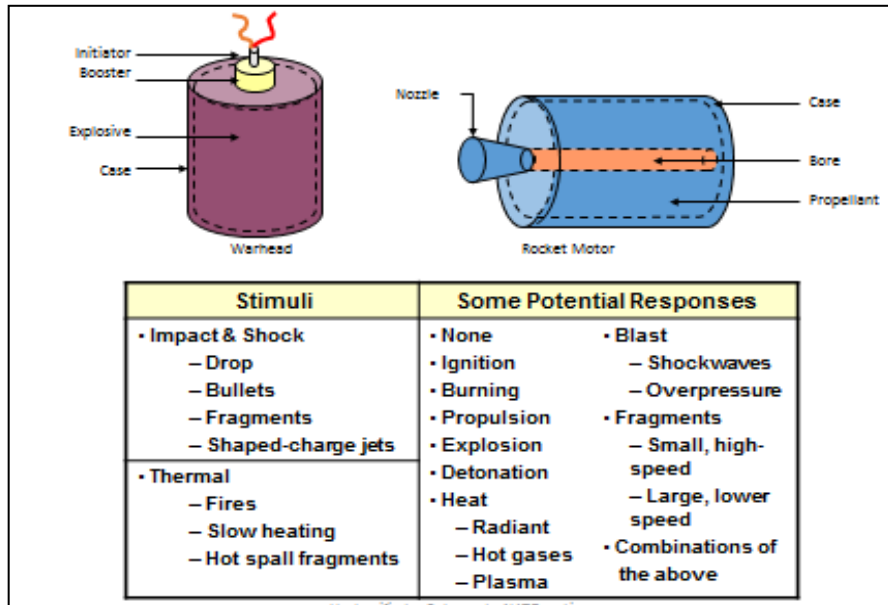 Initiator
Booster
Explosive
Case
Warhead
Nozzle
Case
Bore
Propellant
Rocket Motor
Stimuli
Some Potential Responses
▪ Impact & Shock
– Drop
– Bullets
– Fragments
– Shaped-charge jets
▪ Thermal
– Fires
– Slow heating
– Hot spall fragments
▪ None
▪ Ignition
▪ Burning
▪ Propulsion
▪ Explosion
▪ Detonation
▪ Heat
– Radiant
– Hot gases
– Plasma
▪ Blast
– Shockwaves
– Overpressure
▪ Fragments
– Small, high-
speed
– Large, lower
speed
▪ Combinations of
the above